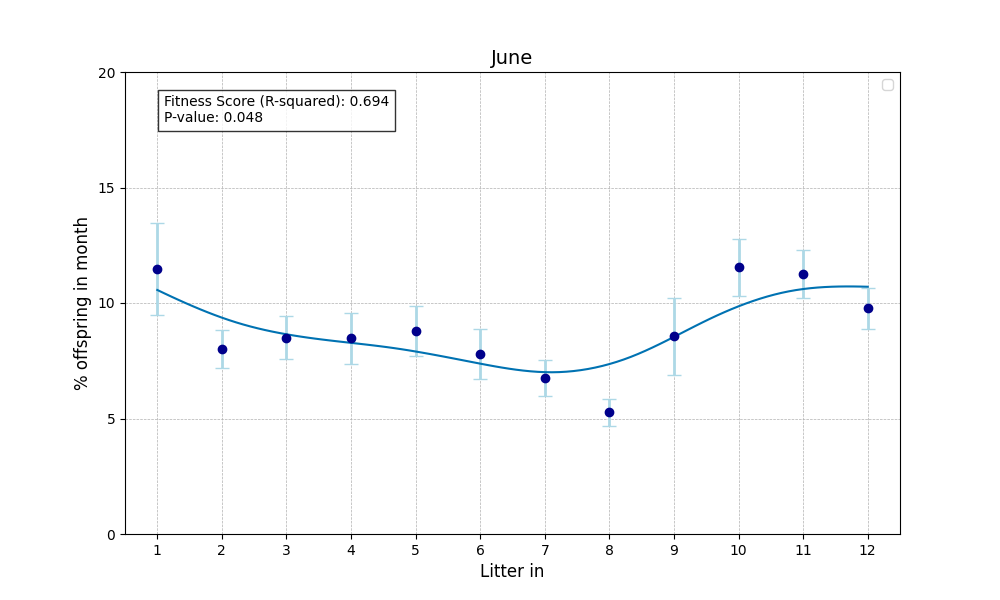 June
Fitness Score (R-squared): 0.694
P-value: 0.048
% offspring in month
20
15
10
5
0
1 2 3 4 5 6 7 8 9 10 11 12
Litter in